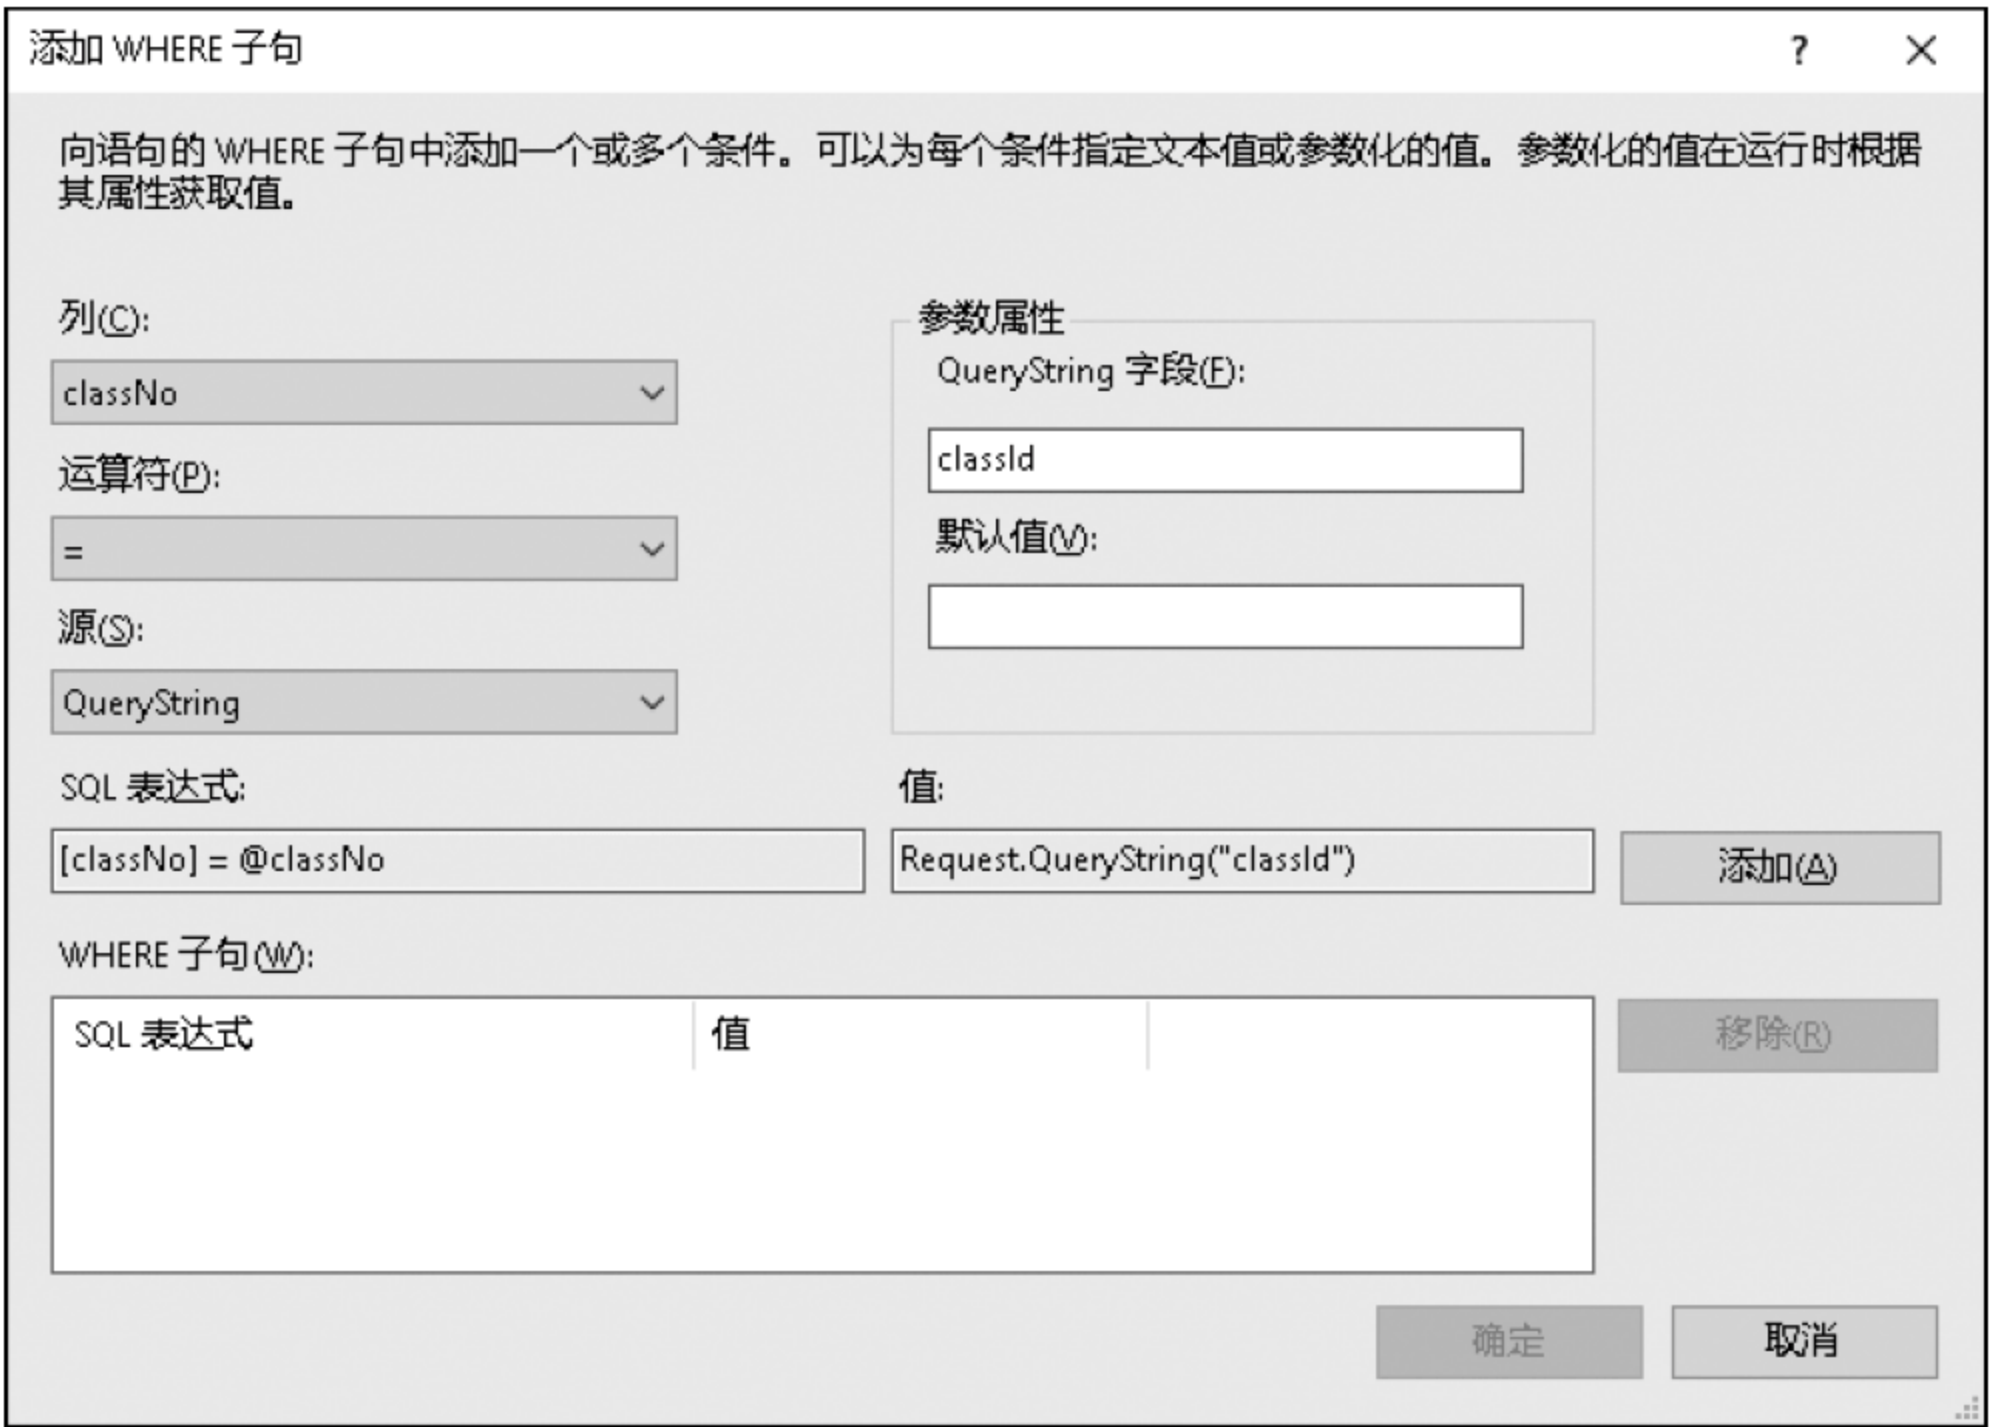 添加 WHERE 子句
?
向语句的 WHERE 子句中添加一个或多个条件。可以为每个条件指定文本值或参数化的值。参数化的值在运行时根据
其属性获取值。
列(C):
classNo
运算符(P):
=
源(S):
QueryString
参数属性
QueryString 字段(F):
classId
默认值(V):
SQL 表达式:
[classNo] = @classNo
值:
Request.QueryString("classId")
添加(A)
WHERE 子句(W):
SQL 表达式 值
移除(R)
确定 取消